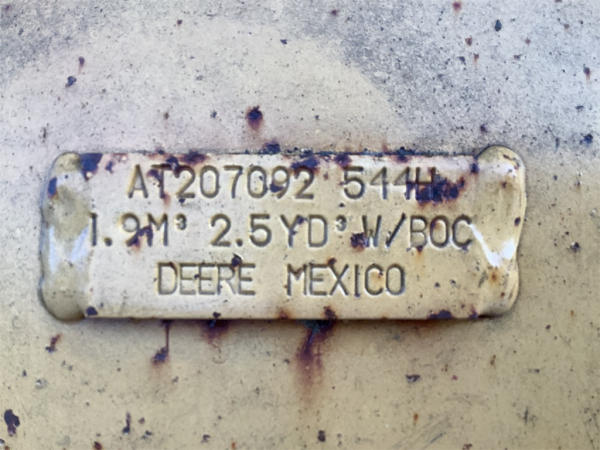 AT207092 544H
1.9M³ 2.5YD³ W/BOC
DEERE MEXICO